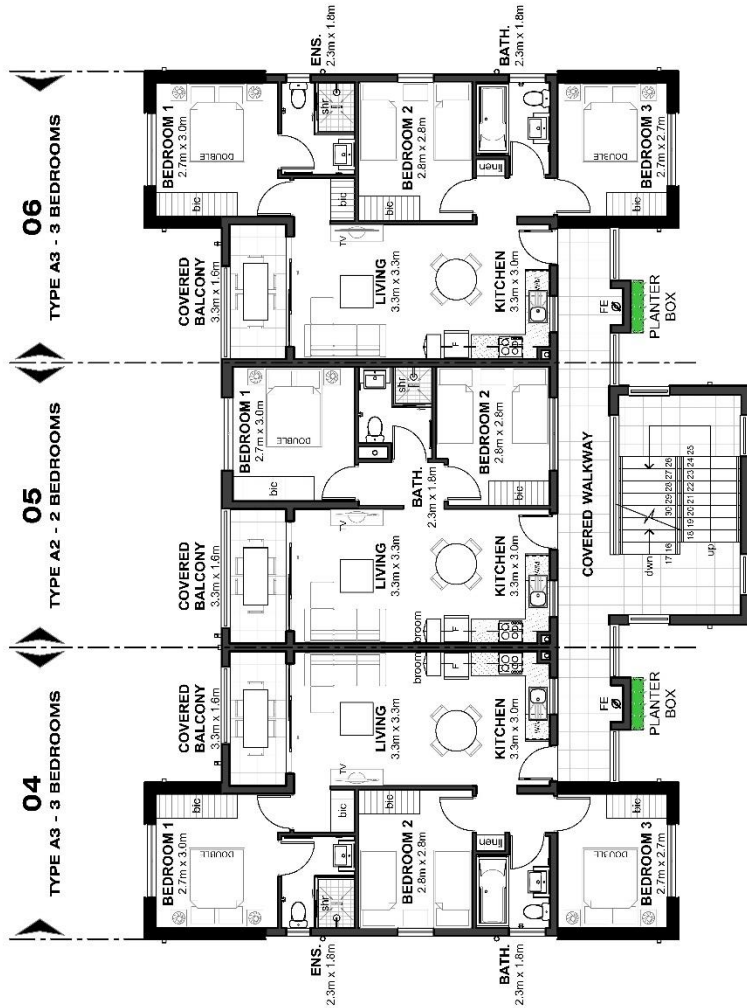 04
TYPE A3 - 3 BEDROOMS
05
TYPE A2 - 2 BEDROOMS
06
TYPE A3 - 3 BEDROOMS
BEDROOM 1
2.7m x 3.0m
DOUBLE
bic
COVERED
BALCONY
3.3m x 1.6m
COVERED
BALCONY
3.3m x 1.6m
BEDROOM 1
2.7m x 3.0m
DOUBLE
bic
COVERED
BALCONY
3.3m x 1.6m
BEDROOM 1
2.7m x 3.0m
DOUBLE
bic
ENS.
2.3m x 1.8m
shr
bic
TV
LIVING
3.3m x 3.3m
LIVING
3.3m x 3.3m
TV
BATH.
2.3m x 1.8m
shr
LIVING
3.3m x 3.3m
TV
bic
shr
ENS.
2.3m x 1.8m
BEDROOM 2
2.8m x 2.8m
bic
broom
F
broom
F
bic
BEDROOM 2
2.8m x 2.8m
F
bic
BEDROOM 2
2.8m x 2.8m
BATH.
2.3m x 1.8m
linen
KITCHEN
3.3m x 3.0m
KITCHEN
3.3m x 3.0m
KITCHEN
3.3m x 3.0m
linen
BATH.
2.3m x 1.8m
BEDROOM 3
2.7m x 2.7m
DOUBLE
bic
FE
PLANTER
BOX
COVERED WALKWAY
dwn
up
17 16
18 19 20 21 22 23 24 25
30 29 28 27 26
FE
PLANTER
BOX
bic
BEDROOM 3
2.7m x 2.7m
DOUBLE